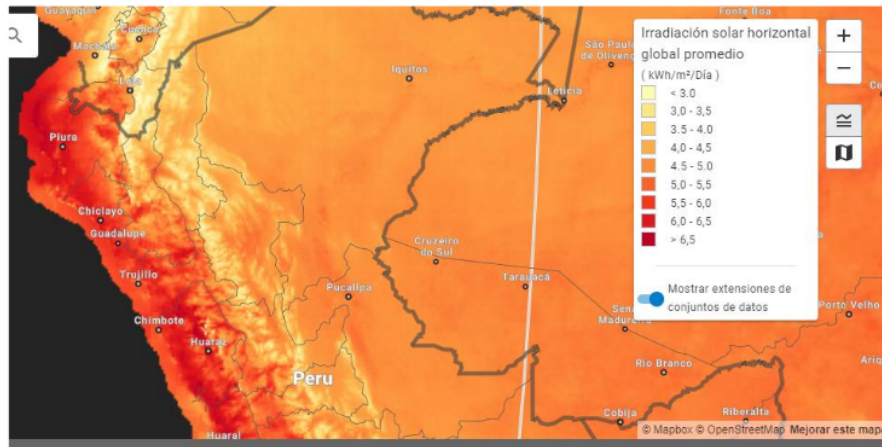 Guayaquil
Cuenca
Machala
Loja
Piura
Chiclayo
Guadalupe
Trujillo
Chimbote
Huaraz
Huaral
Iquitos
Pucallpa
Peru
Leticia
Cruzeiro
do Sul
Tarauacá
São Paulo
de Olivença
Fonte Boa
Sena
Madureira
Rio Branco
Cobija
Riberalta
Porto Velho
Irradiación solar horizontal
global promedio
( kWh/m²/Día )
< 3.0
3,0 - 3,5
3.5 - 4.0
4,0 - 4,5
4.5 - 5.0
5,0 - 5,5
5,5 - 6,0
6,0 - 6,5
> 6,5
Mostrar extensiones de
conjuntos de datos
+
−
© Mapbox © OpenStreetMap Mejorar este mapa